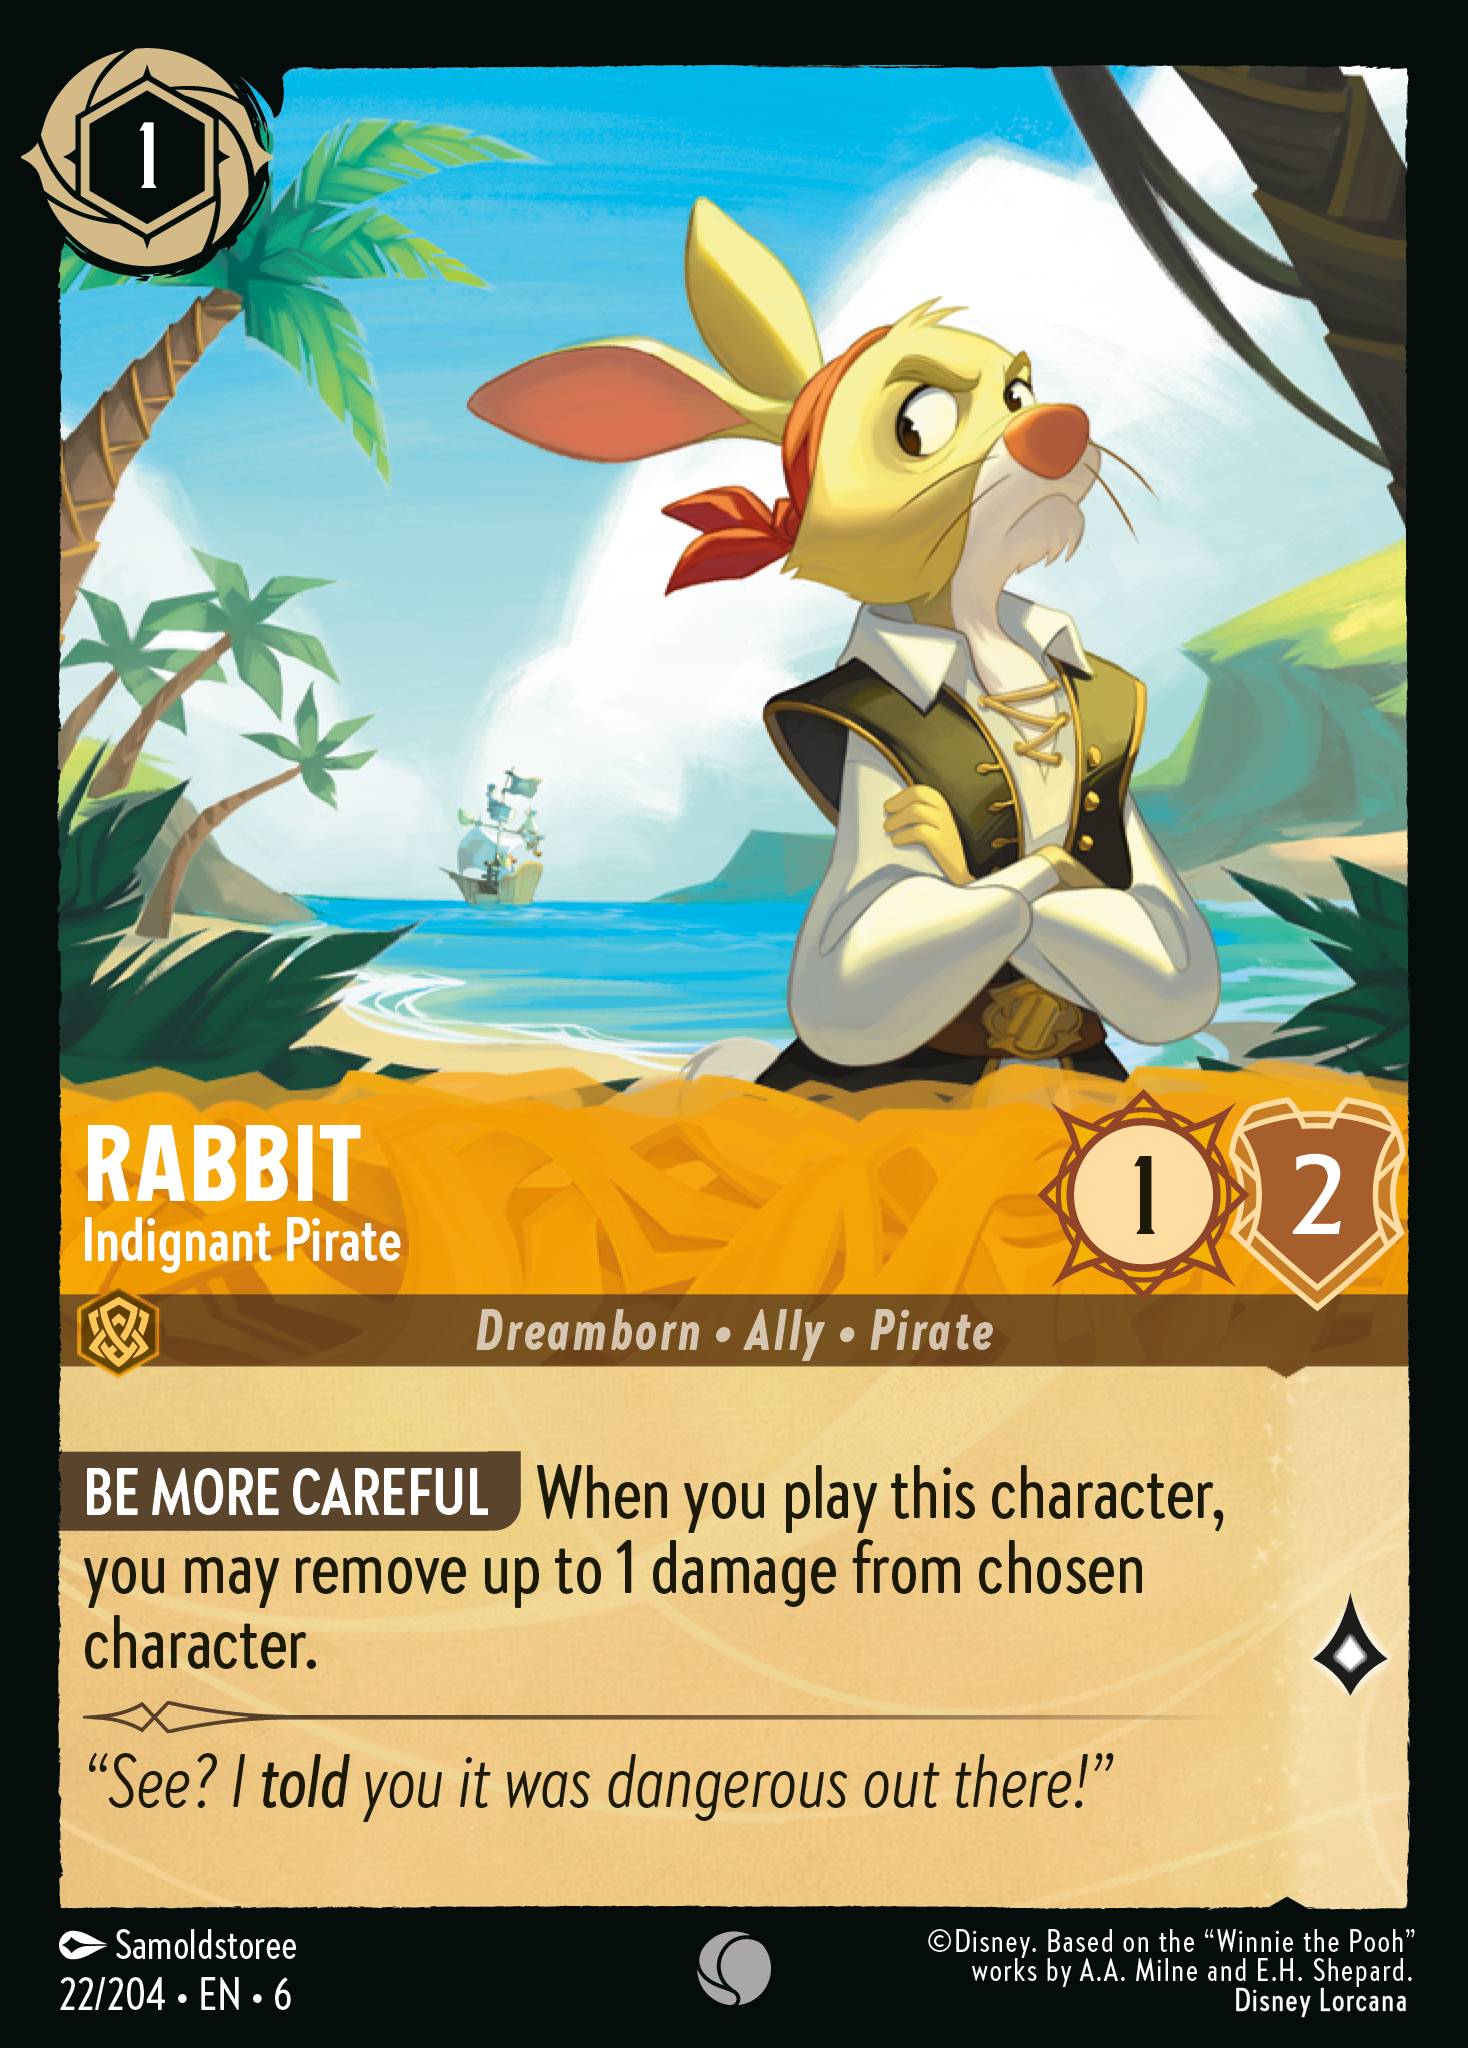 1
RABBIT
Indignant Pirate
1
2
Dreamborn • Ally • Pirate
BE MORE CAREFUL When you play this character,
you may remove up to 1 damage from chosen
character.
“See? I told you it was dangerous out there!”
Samoldstoree
22/204 • EN • 6
©Disney. Based on the “Winnie the Pooh”
works by A.A. Milne and E.H. Shepard.
Disney Lorcana